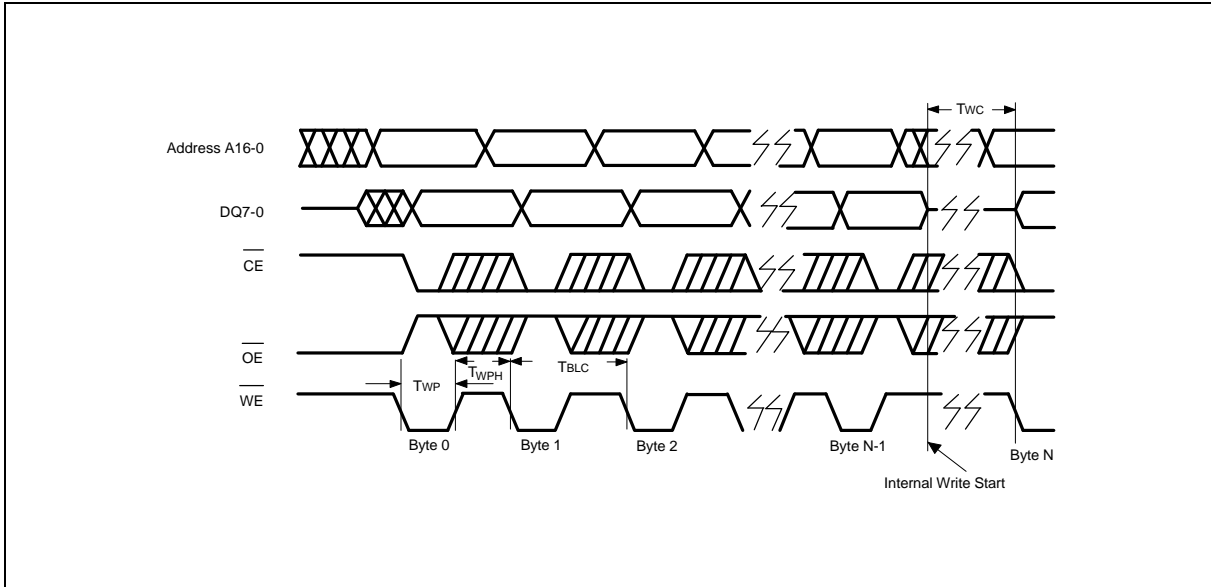 TWC
Address A16-0
DQ7-0
CE
OE
TWP
TWPH
TBLC
WE
Byte 0
Byte 1
Byte 2
Byte N-1
Byte N
Internal Write Start